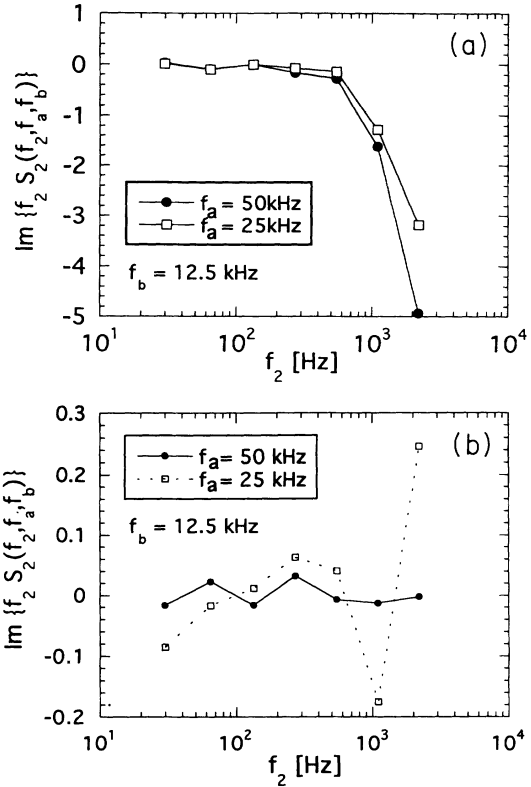 1
0
-1
-2
-3
-4
-5
Im {f2 S2(f2,fa,fb)}
(a)
fa = 50kHz
fa = 25kHz
fb = 12.5 kHz
10^1
10^2
10^3
10^4
f2 [Hz]
0.3
0.2
0.1
0
-0.1
-0.2
Im {f2 S2(f2,fa,fb)}
(b)
fa= 50 kHz
fa= 25 kHz
fb = 12.5 kHz
10^1
10^2
10^3
10^4
f2 [Hz]